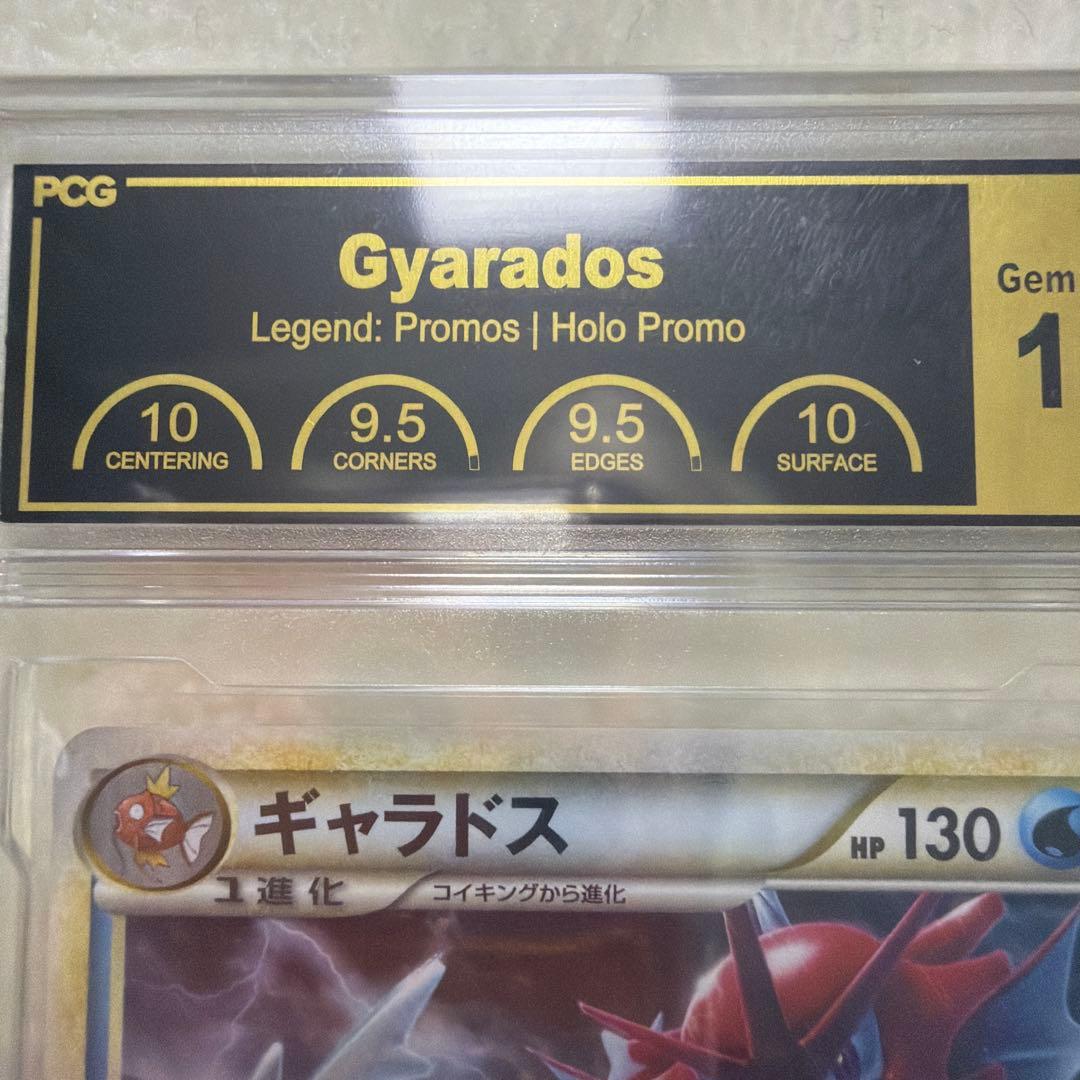 PCG
Gyarados
Legend: Promos | Holo Promo
10
CENTERING
9.5
CORNERS
9.5
EDGES
10
SURFACE
Gem
1
ギャラドス
HP 130
1進化
コイキングから進化